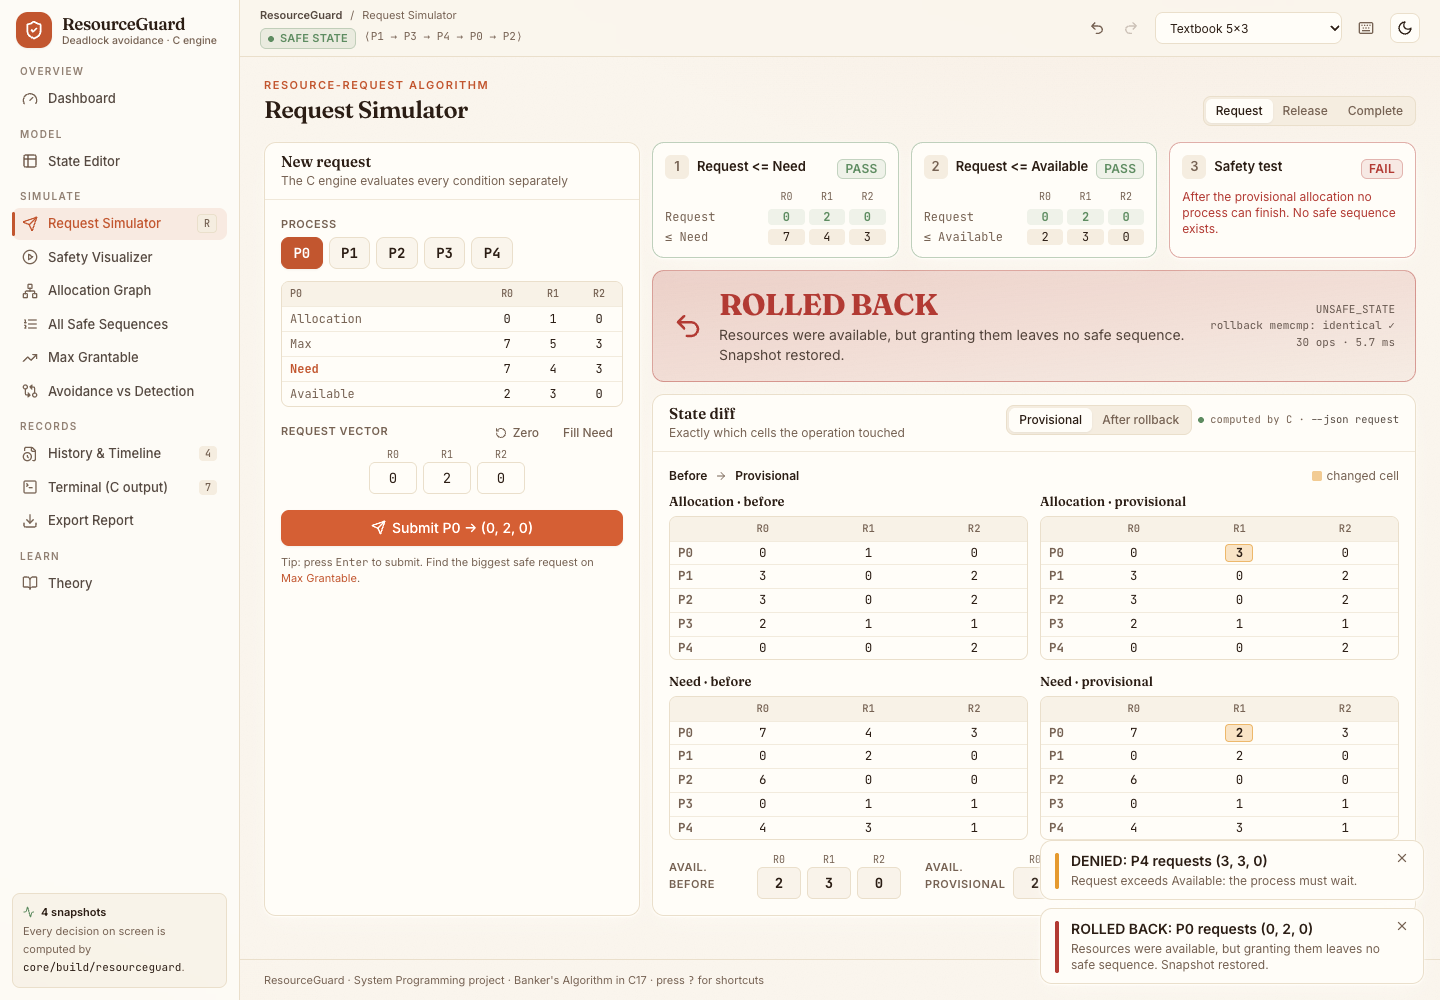 ResourceGuard
Deadlock avoidance · C engine
OVERVIEW
Dashboard
MODEL
State Editor
SIMULATE
Request Simulator R
Safety Visualizer
Allocation Graph
All Safe Sequences
Max Grantable
Avoidance vs Detection
RECORDS
History & Timeline 4
Terminal (C output) 7
Export Report
LEARN
Theory
4 snapshots
Every decision on screen is
computed by
core/build/resourceguard.
ResourceGuard / Request Simulator
SAFE STATE ⟨P1 → P3 → P4 → P0 → P2⟩
Textbook 5×3
RESOURCE-REQUEST ALGORITHM
Request Simulator
Request Release Complete
New request
The C engine evaluates every condition separately
PROCESS
P0 P1 P2 P3 P4
P0 R0 R1 R2
Allocation 0 1 0
Max 7 5 3
Need 7 4 3
Available 2 3 0
REQUEST VECTOR Zero Fill Need
R0 R1 R2
0 2 0
Submit P0 → (0, 2, 0)
Tip: press Enter to submit. Find the biggest safe request on
Max Grantable.
1 Request <= Need PASS
R0 R1 R2
Request 0 2 0
≤ Need 7 4 3
2 Request <= Available PASS
R0 R1 R2
Request 0 2 0
≤ Available 2 3 0
3 Safety test FAIL
After the provisional allocation no
process can finish. No safe sequence
exists.
ROLLED BACK
Resources were available, but granting them leaves no safe sequence.
Snapshot restored.
UNSAFE_STATE
rollback memcmp: identical ✓
30 ops · 5.7 ms
State diff
Exactly which cells the operation touched
Provisional After rollback computed by C · --json request
Before → Provisional changed cell
Allocation · before
R0 R1 R2
P0 0 1 0
P1 3 0 2
P2 3 0 2
P3 2 1 1
P4 0 0 2
Allocation · provisional
R0 R1 R2
P0 0 3 0
P1 3 0 2
P2 3 0 2
P3 2 1 1
P4 0 0 2
Need · before
R0 R1 R2
P0 7 4 3
P1 0 2 0
P2 6 0 0
P3 0 1 1
P4 4 3 1
Need · provisional
R0 R1 R2
P0 7 2 3
P1 0 2 0
P2 6 0 0
P3 0 1 1
P4 4 3 1
AVAIL.
BEFORE
R0 R1 R2
2 3 0
AVAIL.
PROVISIONAL
R0
2
DENIED: P4 requests (3, 3, 0)
Request exceeds Available: the process must wait.
ROLLED BACK: P0 requests (0, 2, 0)
Resources were available, but granting them leaves no
safe sequence. Snapshot restored.
ResourceGuard · System Programming project · Banker's Algorithm in C17 · press ? for shortcuts